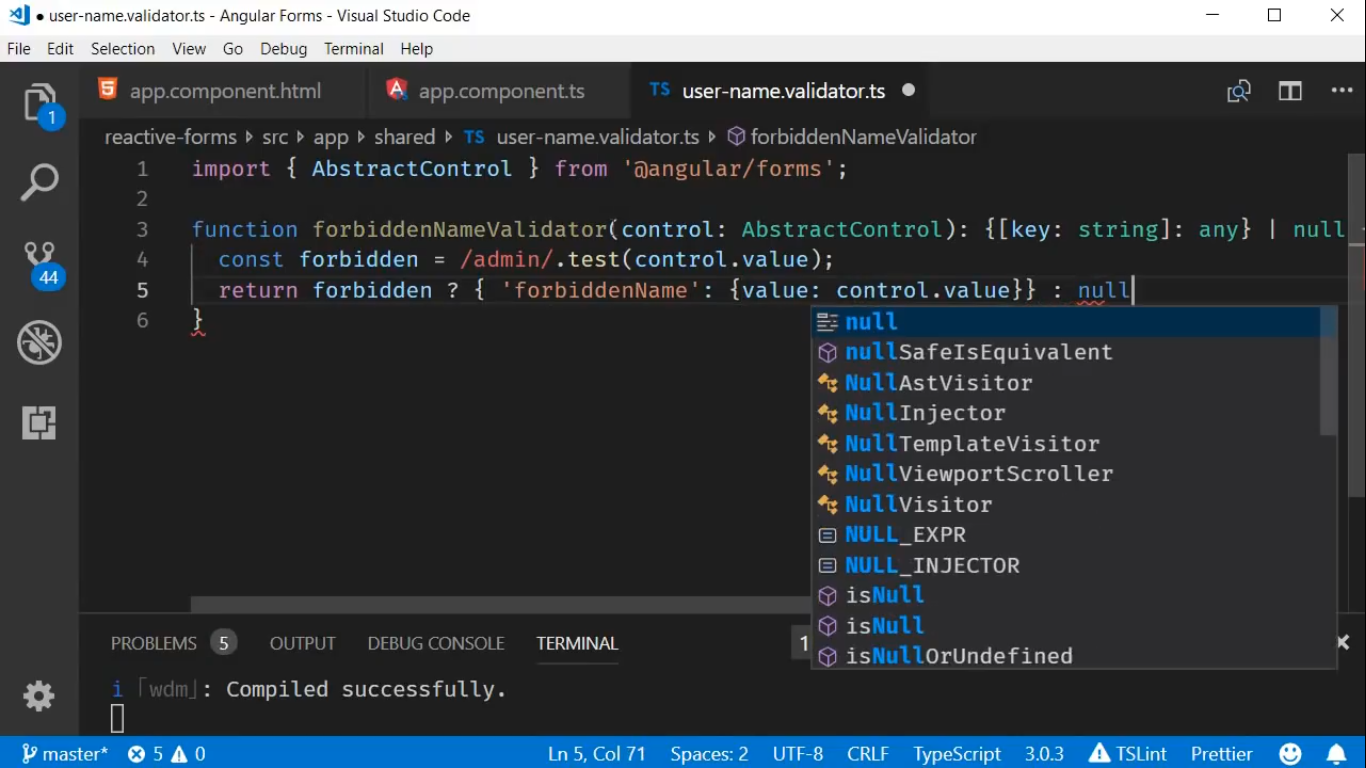 user-name.validator.ts - Angular Forms - Visual Studio Code
File Edit Selection View Go Debug Terminal Help
app.component.html app.component.ts TS user-name.validator.ts
reactive-forms src app shared TS user-name.validator.ts forbiddenNameValidator
1 import { AbstractControl } from '@angular/forms';
2
3 function forbiddenNameValidator(control: AbstractControl): {[key: string]: any} | null
4 const forbidden = /admin/.test(control.value);
5 return forbidden ? { 'forbiddenName': {value: control.value}} : null
6 }
null
nullSafeIsEquivalent
NullAstVisitor
NullInjector
NullTemplateVisitor
NullViewportScroller
NullVisitor
NULL_EXPR
NULL_INJECTOR
isNull
isNull
isNullOrUndefined
1
44
PROBLEMS 5 OUTPUT DEBUG CONSOLE TERMINAL 1
i ｢wdm｣: Compiled successfully.
master* 5 0 Ln 5, Col 71 Spaces: 2 UTF-8 CRLF TypeScript 3.0.3 TSLint Prettier